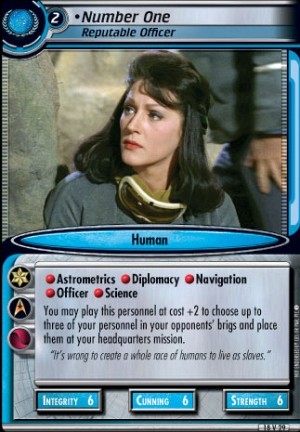 2 •Number One
Reputable Officer
Human
•Astrometrics •Diplomacy •Navigation
•Officer •Science
You may play this personnel at cost +2 to choose up to
three of your personnel in your opponents' brigs and place
them at your headquarters mission.
"It's wrong to create a whole race of humans to live as slaves."
INTEGRITY 6 CUNNING 6 STRENGTH 6